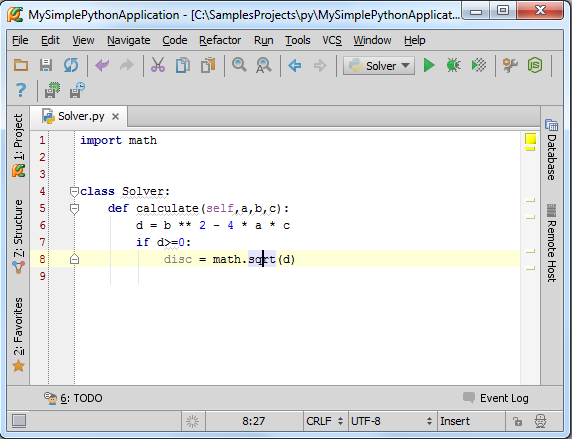 MySimplePythonApplication - [C:\SamplesProjects\py\MySimplePythonApplicat...
File Edit View Navigate Code Refactor Run Tools VCS Window Help
Solver
JS
?
Solver.py
1 import math
2
3
4 class Solver:
5 def calculate(self,a,b,c):
6 d = b ** 2 - 4 * a * c
7 if d>=0:
8 disc = math.sqrt(d)
9
1: Project
7: Structure
2: Favorites
Database
Remote Host
6: TODO
Event Log
8:27 CRLF UTF-8 Insert